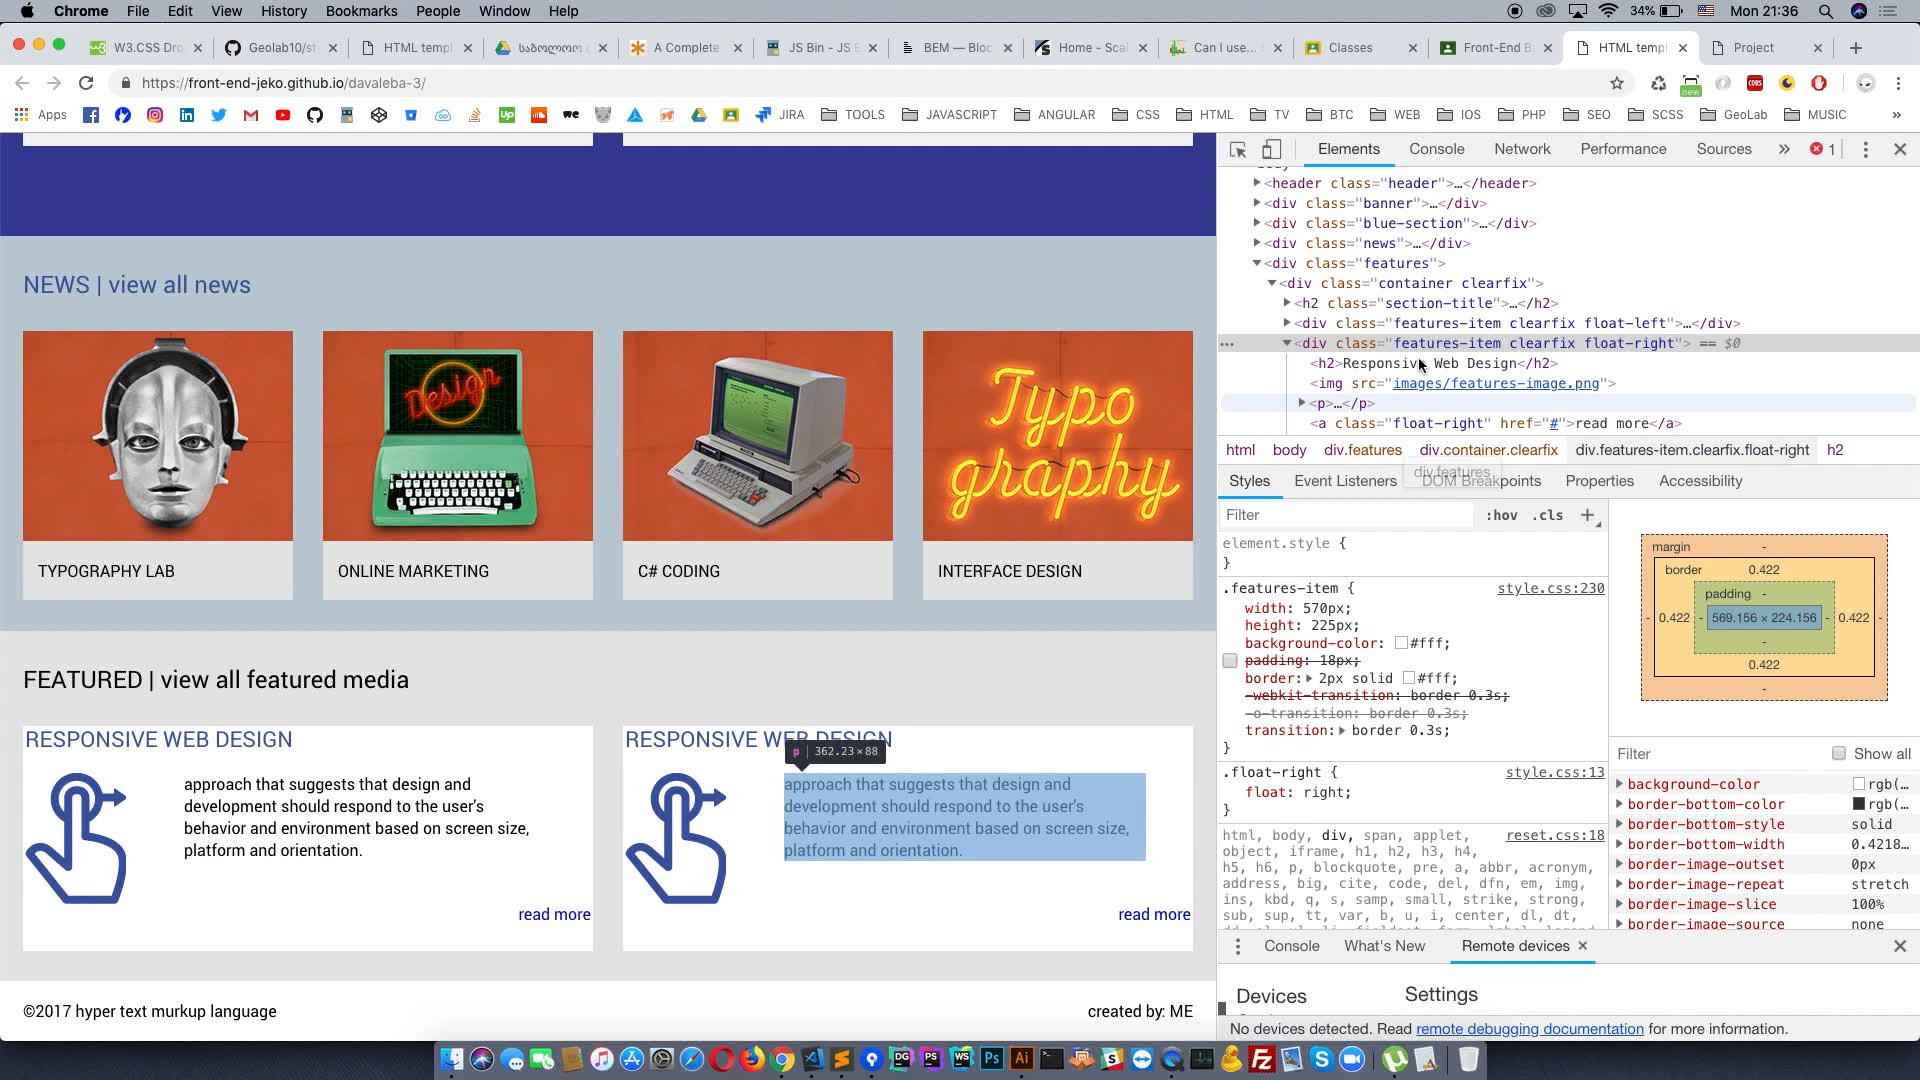 Chrome File Edit View History Bookmarks People Window Help 34% Mon 21:36
W3.CSS Dro Geolab10/st HTML temp საბოლოო A Complete JS Bin - JS E BEM — Bloc Home - Scal Can I use... Classes Front-End B HTML temp Project
https://front-end-jeko.github.io/davaleba-3/
Apps JIRA TOOLS JAVASCRIPT ANGULAR CSS HTML TV BTC WEB IOS PHP SEO SCSS GeoLab MUSIC »
NEWS | view all news
Design
Typo
graphy
TYPOGRAPHY LAB ONLINE MARKETING C# CODING INTERFACE DESIGN
FEATURED | view all featured media
RESPONSIVE WEB DESIGN
approach that suggests that design and
development should respond to the user's
behavior and environment based on screen size,
platform and orientation.
read more
RESPONSIVE WEB DESIGN
p 362.23 × 88
approach that suggests that design and
development should respond to the user's
behavior and environment based on screen size,
platform and orientation.
read more
©2017 hyper text murkup language created by: ME
Elements Console Network Performance Sources » 1
<header class="header">…</header>
<div class="banner">…</div>
<div class="blue-section">…</div>
<div class="news">…</div>
<div class="features">
<div class="container clearfix">
<h2 class="section-title">…</h2>
<div class="features-item clearfix float-left">…</div>
<div class="features-item clearfix float-right"> == $0
<h2>Responsive Web Design</h2>
<img src="images/features-image.png">
<p>…</p>
<a class="float-right" href="#">read more</a>
html body div.features div.container.clearfix div.features-item.clearfix.float-right h2
div.features
Styles Event Listeners DOM Breakpoints Properties Accessibility
Filter :hov .cls +
element.style {
}
.features-item { style.css:230
width: 570px;
height: 225px;
background-color: #fff;
padding: 18px;
border: 2px solid #fff;
-webkit-transition: border 0.3s;
-o-transition: border 0.3s;
transition: border 0.3s;
}
.float-right { style.css:13
float: right;
}
html, body, div, span, applet, reset.css:18
object, iframe, h1, h2, h3, h4,
h5, h6, p, blockquote, pre, a, abbr, acronym,
address, big, cite, code, del, dfn, em, img,
ins, kbd, q, s, samp, small, strike, strong,
sub, sup, tt, var, b, u, i, center, dl, dt,
margin -
border 0.422
padding -
- 0.422 - 569.156 × 224.156 - 0.422 -
-
0.422
-
Filter Show all
background-color rgb(…
border-bottom-color rgb(…
border-bottom-style solid
border-bottom-width 0.4218…
border-image-outset 0px
border-image-repeat stretch
border-image-slice 100%
border-image-source none
Console What's New Remote devices ×
Devices Settings
No devices detected. Read remote debugging documentation for more information.